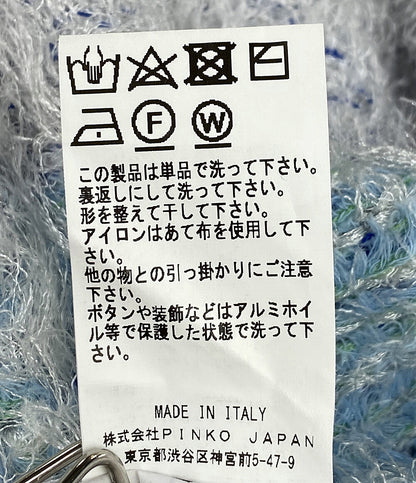 F W
この製品は単品で洗って下さい。
裏返しにして洗って下さい。
形を整えて干して下さい。
アイロンはあて布を使用して下
さい。
他の物との引っ掛かりにご注意
下さい。
ボタンや装飾などはアルミホイ
ル等で保護した状態で洗って下
さい。
MADE IN ITALY
株式会社PINKO JAPAN
東京都渋谷区神宮前5-47-9